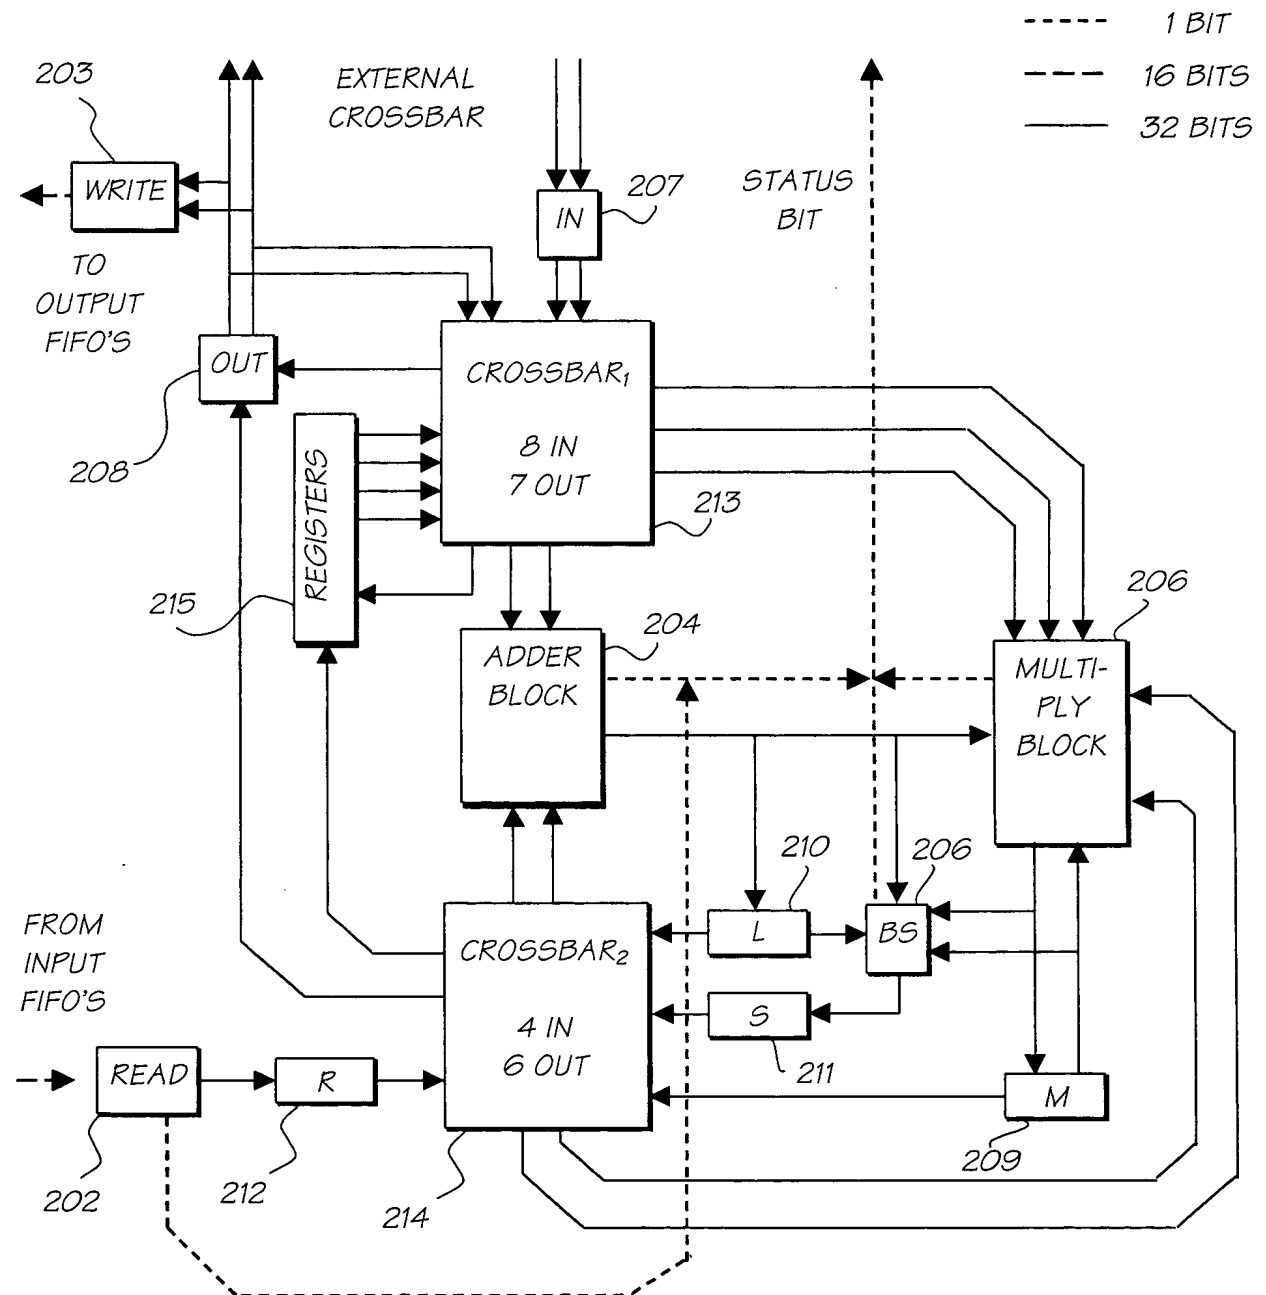 1 BIT
16 BITS
32 BITS
203
EXTERNAL
CROSSBAR
WRITE
IN
207
STATUS
BIT
TO
OUTPUT
FIFO'S
OUT
208
CROSSBAR1
8 IN
7 OUT
213
REGISTERS
215
204
206
ADDER
BLOCK
MULTI-
PLY
BLOCK
210
206
L
BS
FROM
INPUT
FIFO'S
CROSSBAR2
4 IN
6 OUT
S
211
READ
R
M
202
212
214
209